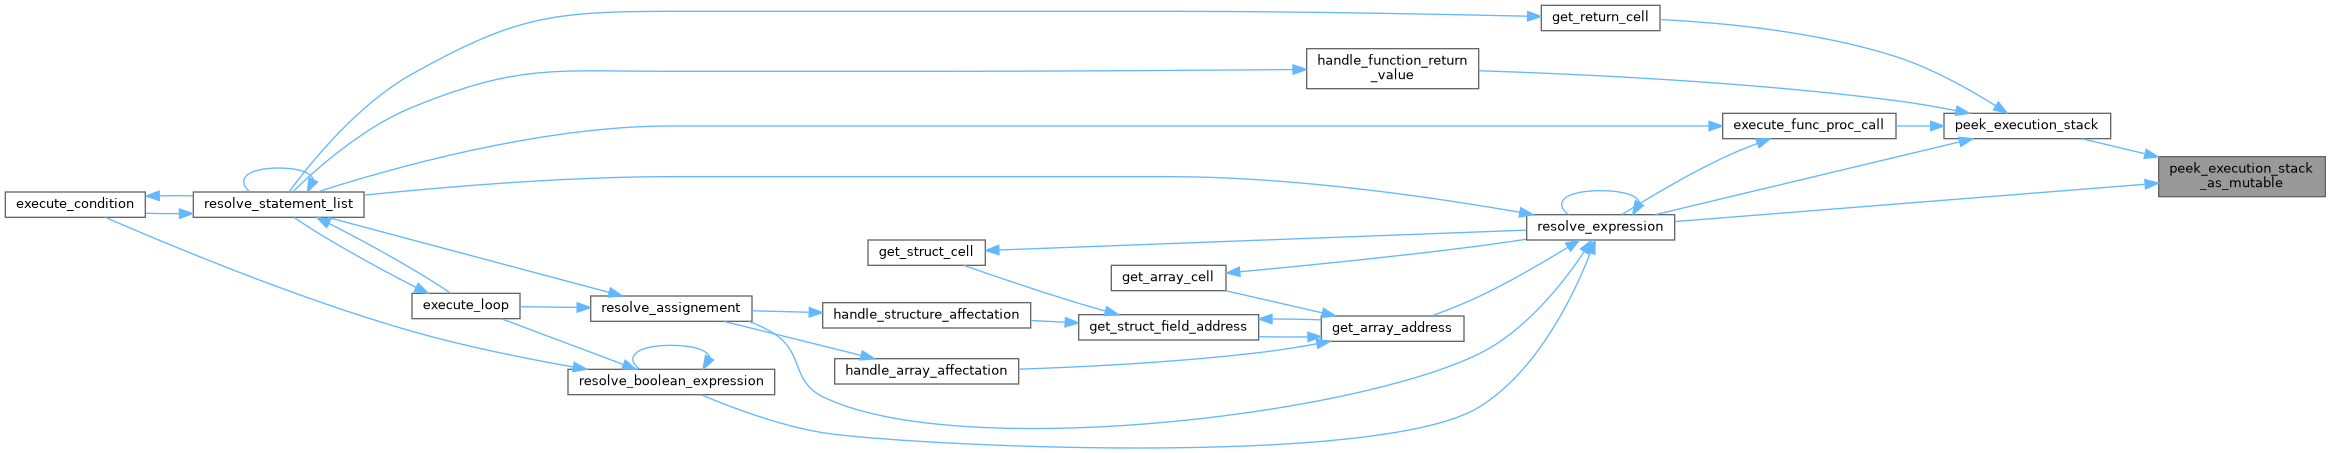 get_return_cell
handle_function_return
_value
execute_func_proc_call
peek_execution_stack
peek_execution_stack
_as_mutable
execute_condition
resolve_statement_list
resolve_expression
get_struct_cell
get_array_cell
execute_loop
resolve_assignement
handle_structure_affectation
get_struct_field_address
get_array_address
handle_array_affectation
resolve_boolean_expression